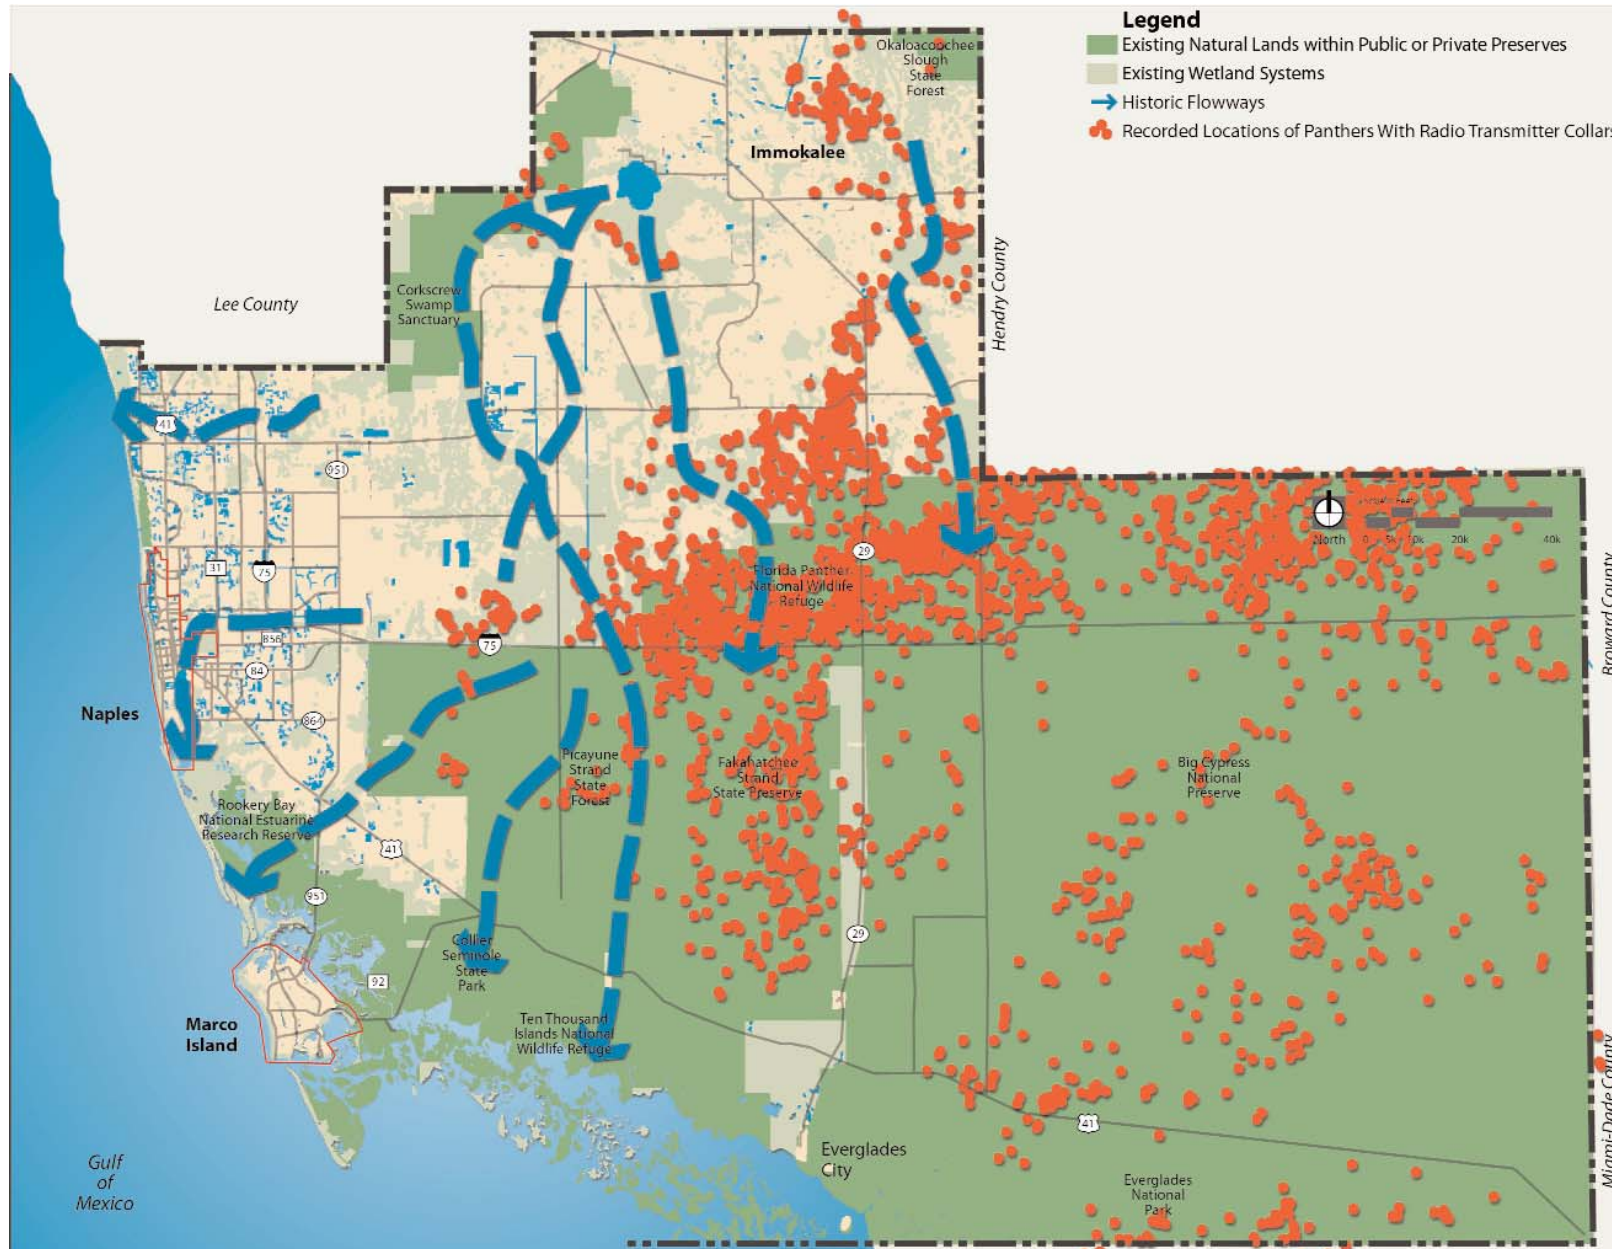 Legend
Existing Natural Lands within Public or Private Preserves
Existing Wetland Systems
Historic Flowways
Recorded Locations of Panthers With Radio Transmitter Collars
Okaloacoochee
Slough
State
Forest
Immokalee
Hendry County
Lee County
Corkscrew
Swamp
Sanctuary
41
951
31
75
29
North
0
5k
10k
20k
40k
Florida Panther
National Wildlife
Refuge
Broward County
856
75
84
Naples
864
Picayune
Strand
State
Forest
Fakahatchee
Strand
State Preserve
Big Cypress
National
Preserve
Rookery Bay
National Estuarine
Research Reserve
41
951
29
Collier
Seminole
State
Park
92
Marco
Island
Ten Thousand
Islands National
Wildlife Refuge
Miami-Dade County
41
Everglades
City
Gulf
of
Mexico
Everglades
National
Park